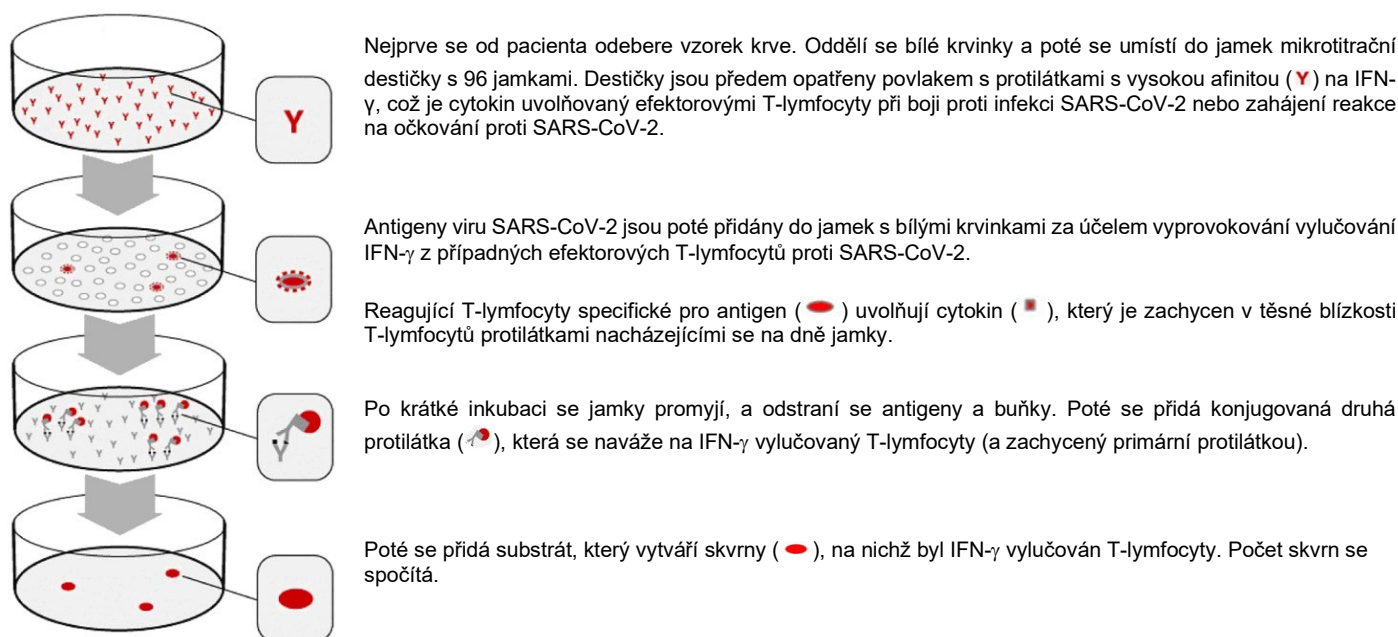 Nejprve se od pacienta odebere vzorek krve. Oddělí se bílé krvinky a poté se umístí do jamek mikrotitrační
destičky s 96 jamkami. Destičky jsou předem opatřeny povlakem s protilátkami s vysokou afinitou (Y) na IFN-
γ, což je cytokin uvolňovaný efektorovými T-lymfocyty při boji proti infekci SARS-CoV-2 nebo zahájení reakce
na očkování proti SARS-CoV-2.
Antigeny viru SARS-CoV-2 jsou poté přidány do jamek s bílými krvinkami za účelem vyprovokování vylučování
IFN-γ z případných efektorových T-lymfocytů proti SARS-CoV-2.
Reagující T-lymfocyty specifické pro antigen ( ) uvolňují cytokin ( ), který je zachycen v těsné blízkosti
T-lymfocytů protilátkami nacházejícími se na dně jamky.
Po krátké inkubaci se jamky promyjí, a odstraní se antigeny a buňky. Poté se přidá konjugovaná druhá
protilátka ( ), která se naváže na IFN-γ vylučovaný T-lymfocyty (a zachycený primární protilátkou).
Poté se přidá substrát, který vytváří skvrny ( ), na nichž byl IFN-γ vylučován T-lymfocyty. Počet skvrn se
spočítá.